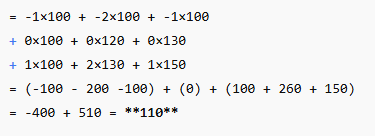 = -1×100 + -2×100 + -1×100
+ 0×100 + 0×120 + 0×130
+ 1×100 + 2×130 + 1×150
= (-100 - 200 -100) + (0) + (100 + 260 + 150)
= -400 + 510 = **110**